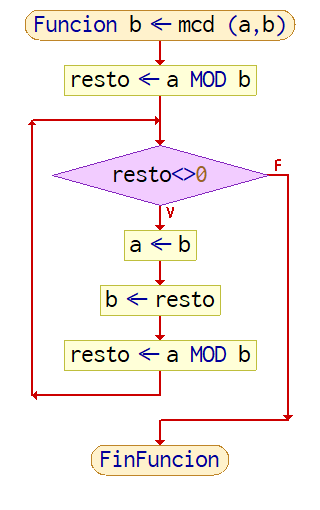 Funcion b ← mcd (a,b)
resto ← a MOD b
resto<>0
F
V
a ← b
b ← resto
resto ← a MOD b
FinFuncion